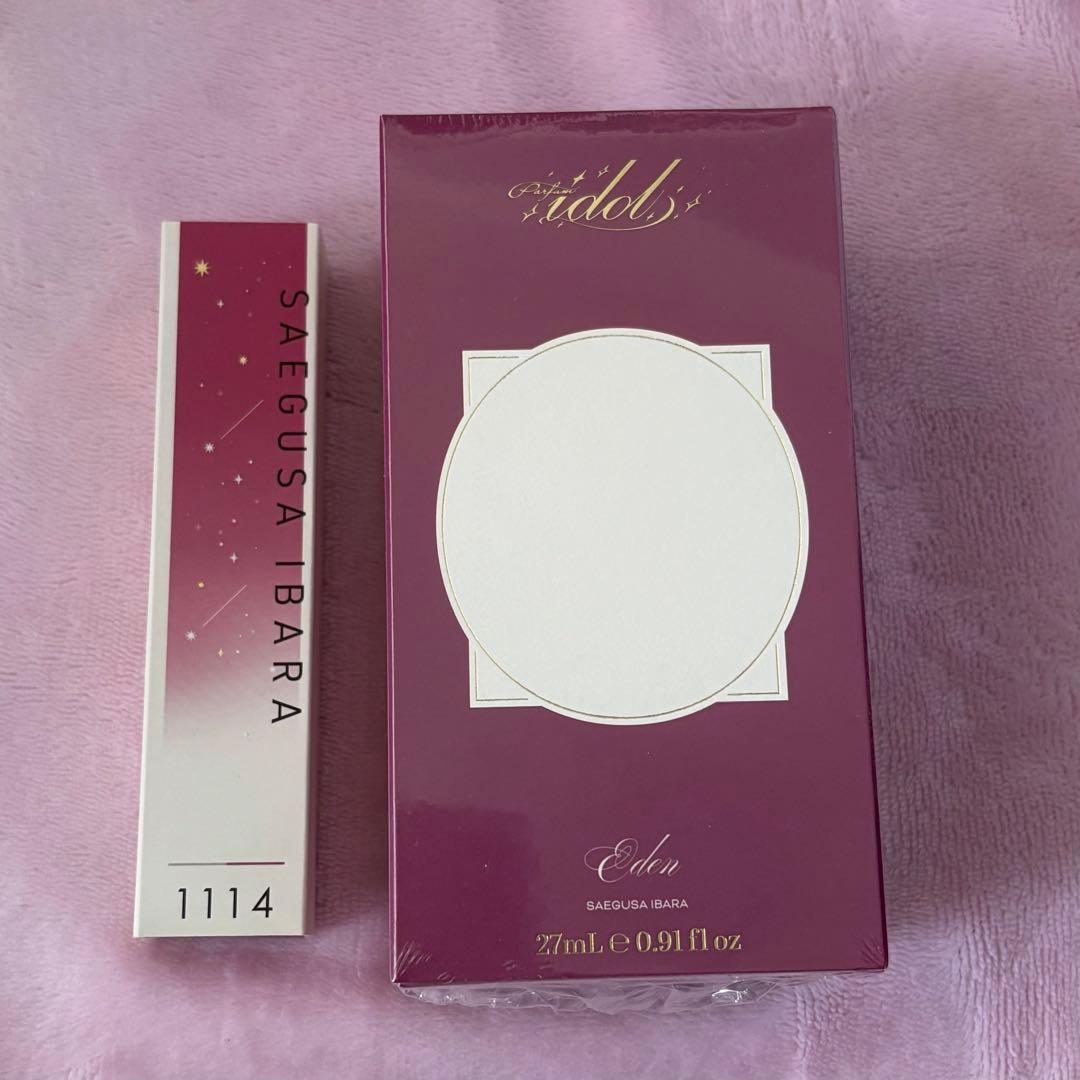 SAEGUSA IBARA
1114
Parfum
idol
Eden
SAEGUSA IBARA
27mL ℮ 0.91 fl oz